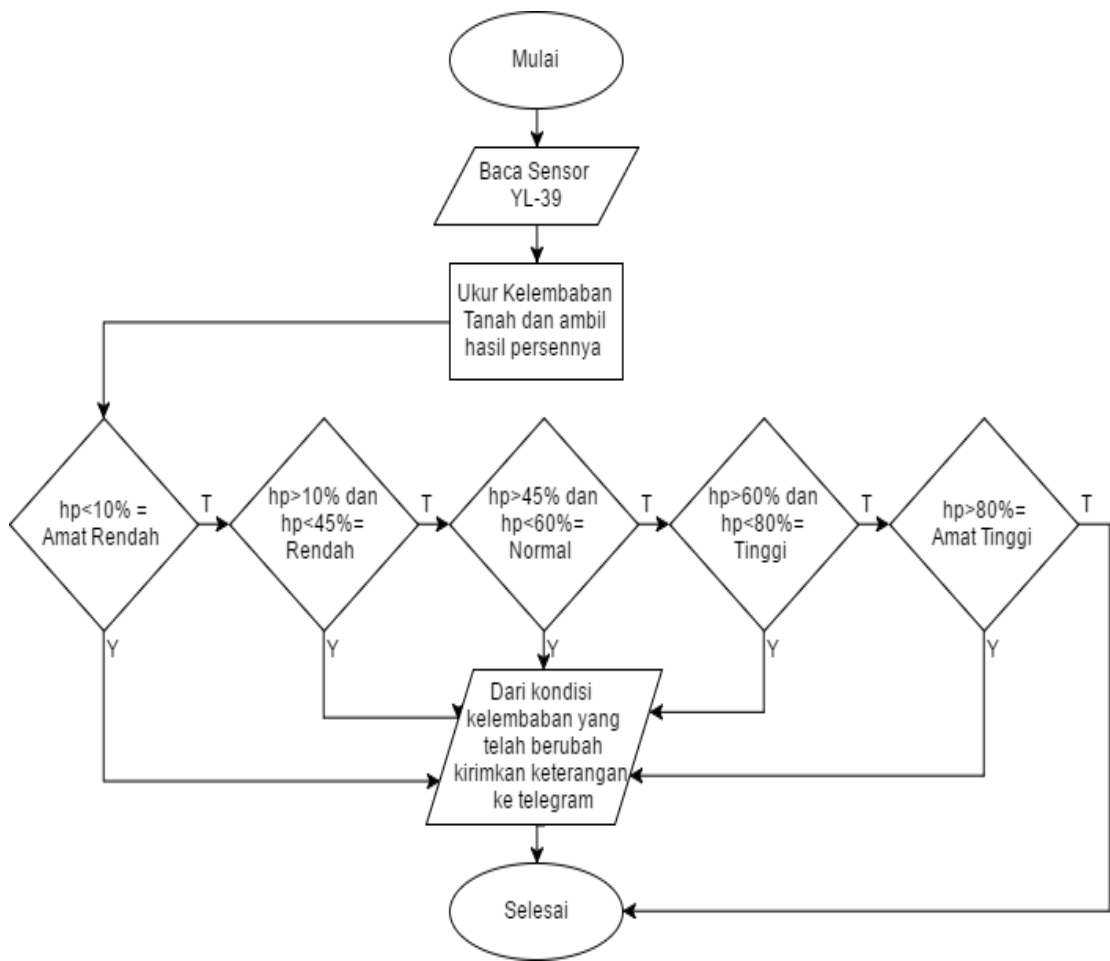 Mulai
Baca Sensor
YL-39
Ukur Kelembaban
Tanah dan ambil
hasil persennya
hp<10% =
Amat Rendah
T
hp>10% dan
hp<45%=
Rendah
T
hp>45% dan
hp<60%=
Normal
T
hp>60% dan
hp<80%=
Tinggi
T
hp>80%=
Amat Tinggi
T
Y
Y
Y
Y
Y
Dari kondisi
kelembaban yang
telah berubah
kirimkan keterangan
ke telegram
Selesai